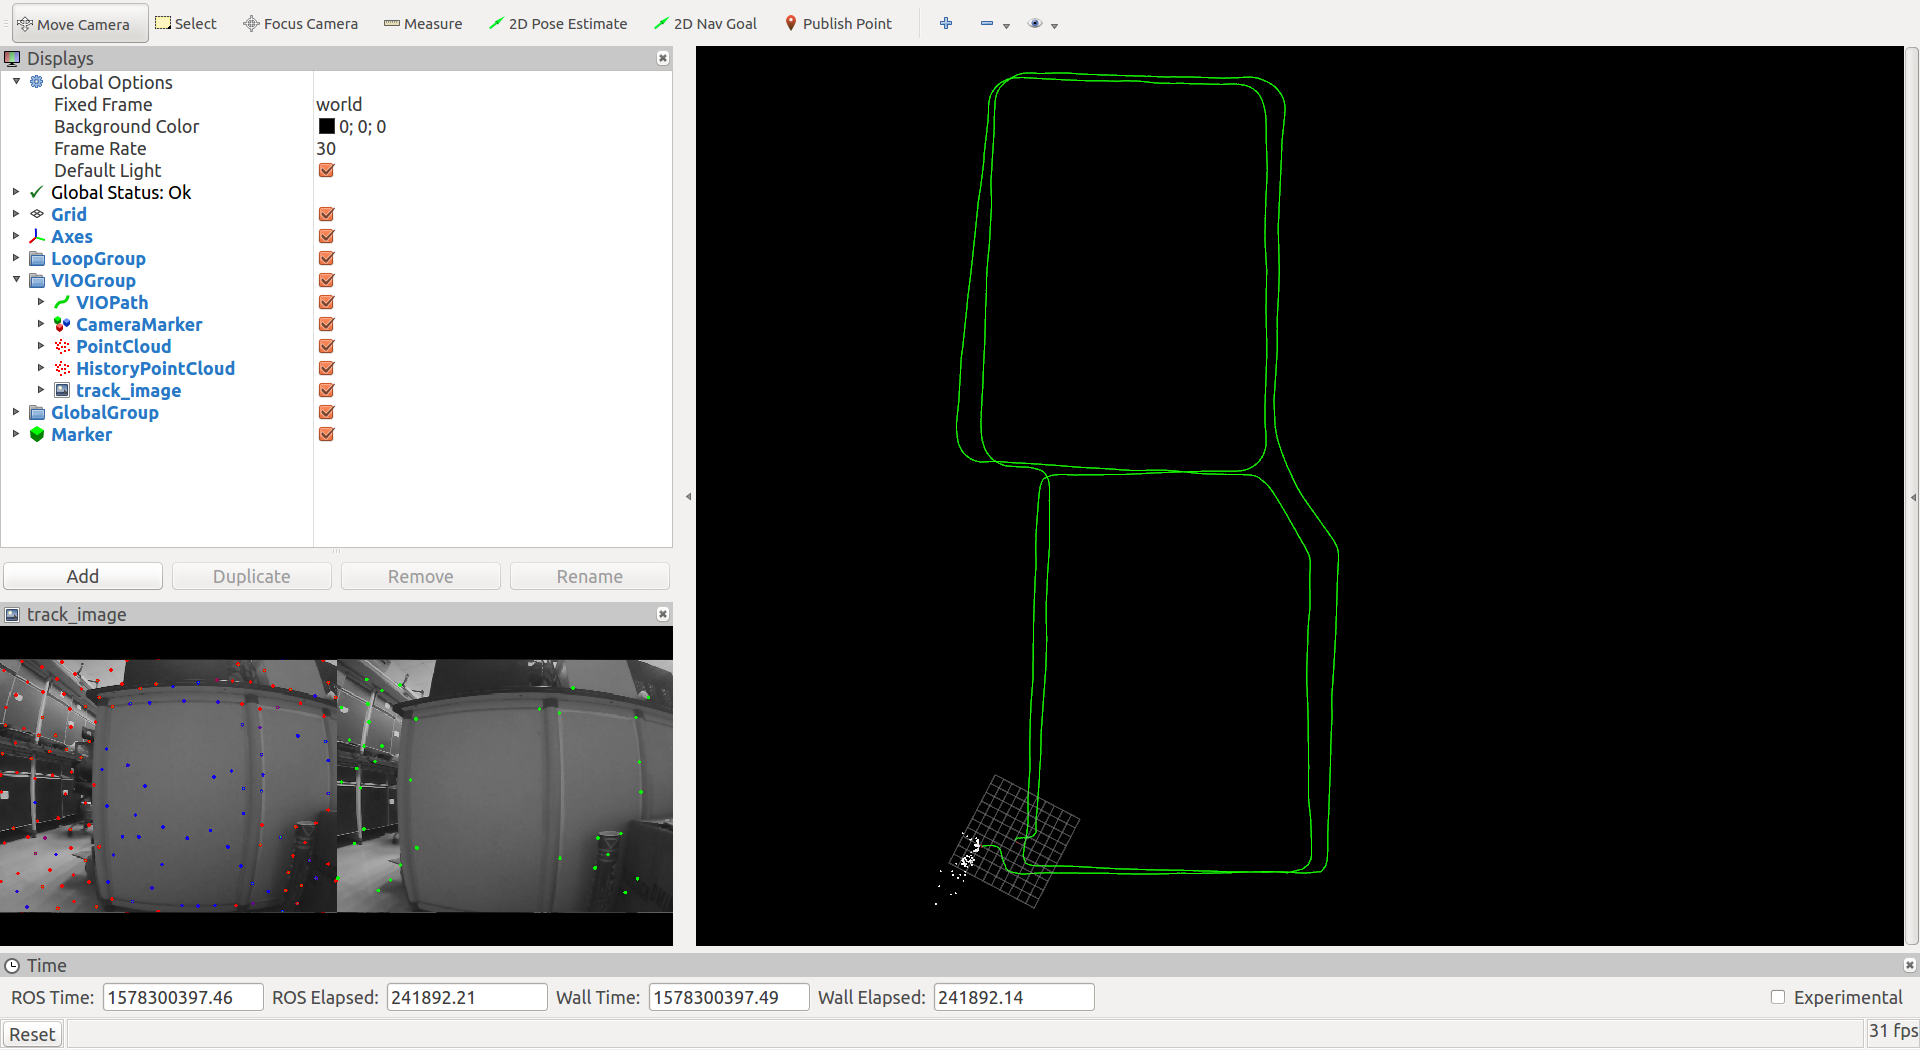 Move Camera Select Focus Camera Measure 2D Pose Estimate 2D Nav Goal Publish Point
Displays
Global Options
Fixed Frame world
Background Color 0; 0; 0
Frame Rate 30
Default Light
Global Status: Ok
Grid
Axes
LoopGroup
VIOGroup
VIOPath
CameraMarker
PointCloud
HistoryPointCloud
track_image
GlobalGroup
Marker
Add Duplicate Remove Rename
track_image
Time
ROS Time: 1578300397.46 ROS Elapsed: 241892.21 Wall Time: 1578300397.49 Wall Elapsed: 241892.14 Experimental
Reset 31 fps